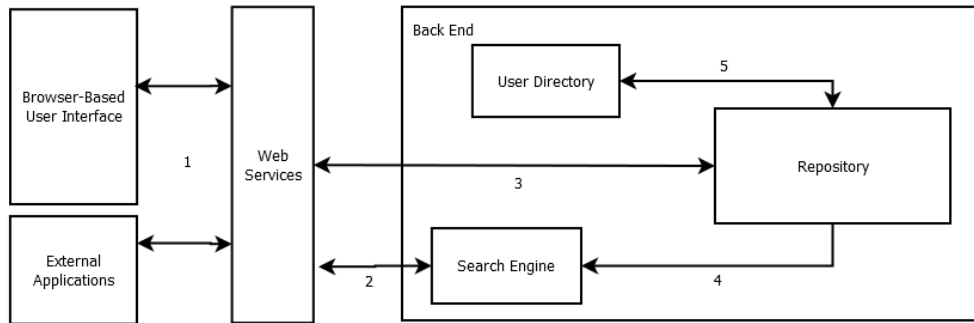 Back End
User Directory
5
Browser-Based
User Interface
1
Web
Services
3
Repository
External
Applications
2
Search Engine
4